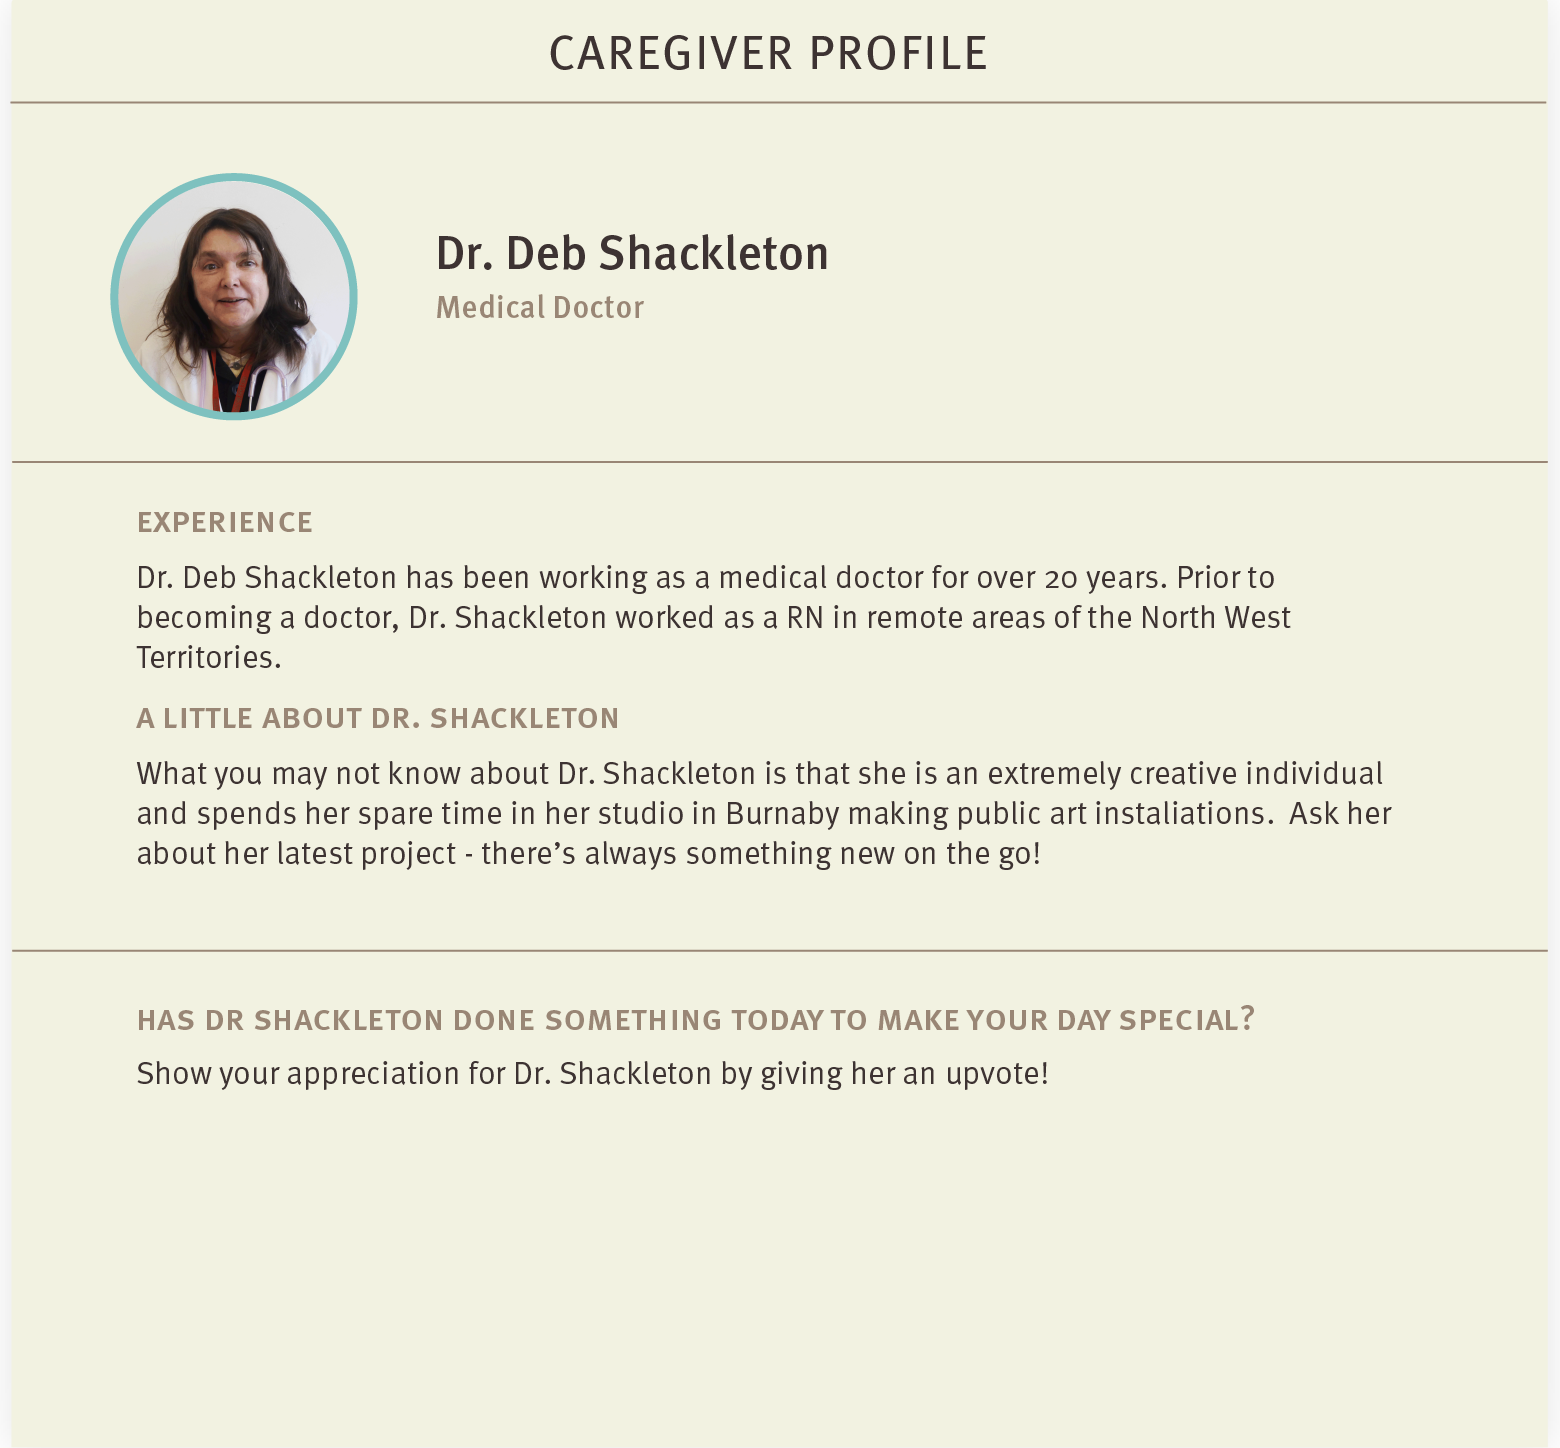 CAREGIVER PROFILE
Dr. Deb Shackleton
Medical Doctor
EXPERIENCE
Dr. Deb Shackleton has been working as a medical doctor for over 20 years. Prior to
becoming a doctor, Dr. Shackleton worked as a RN in remote areas of the North West
Territories.
A LITTLE ABOUT DR. SHACKLETON
What you may not know about Dr. Shackleton is that she is an extremely creative individual
and spends her spare time in her studio in Burnaby making public art instaliations.  Ask her
about her latest project - there’s always something new on the go!
HAS DR SHACKLETON DONE SOMETHING TODAY TO MAKE YOUR DAY SPECIAL?
Show your appreciation for Dr. Shackleton by giving her an upvote!